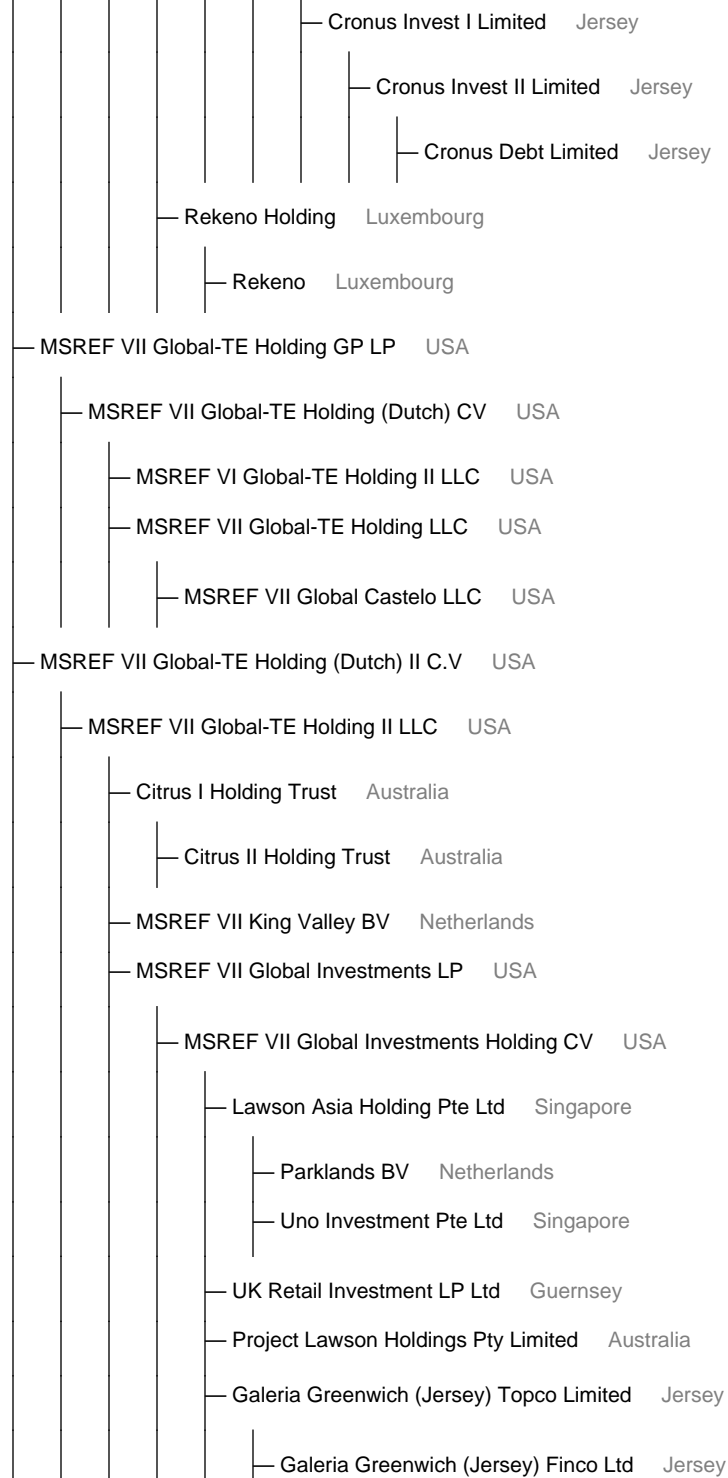 Cronus Invest I Limited Jersey
Cronus Invest II Limited Jersey
Cronus Debt Limited Jersey
Rekeno Holding Luxembourg
Rekeno Luxembourg
MSREF VII Global-TE Holding GP LP USA
MSREF VII Global-TE Holding (Dutch) CV USA
MSREF VI Global-TE Holding II LLC USA
MSREF VII Global-TE Holding LLC USA
MSREF VII Global Castelo LLC USA
MSREF VII Global-TE Holding (Dutch) II C.V USA
MSREF VII Global-TE Holding II LLC USA
Citrus I Holding Trust Australia
Citrus II Holding Trust Australia
MSREF VII King Valley BV Netherlands
MSREF VII Global Investments LP USA
MSREF VII Global Investments Holding CV USA
Lawson Asia Holding Pte Ltd Singapore
Parklands BV Netherlands
Uno Investment Pte Ltd Singapore
UK Retail Investment LP Ltd Guernsey
Project Lawson Holdings Pty Limited Australia
Galeria Greenwich (Jersey) Topco Limited Jersey
Galeria Greenwich (Jersey) Finco Ltd Jersey